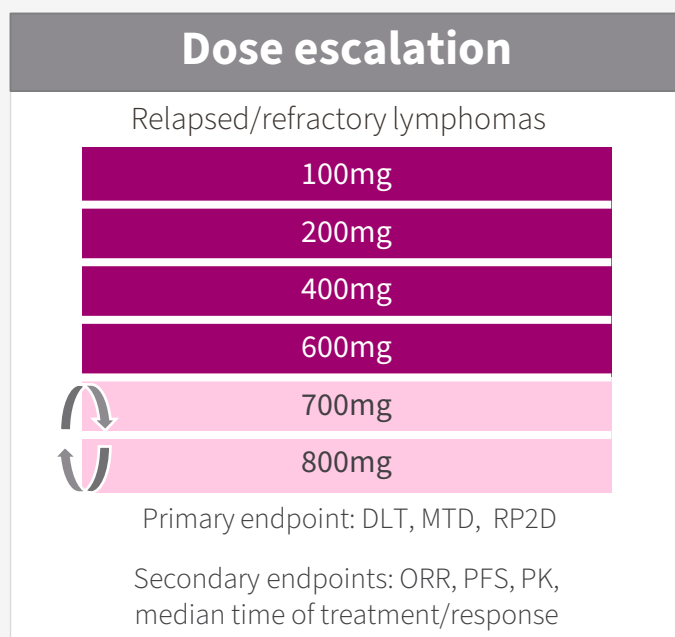 Dose escalation
Relapsed/refractory lymphomas
100mg
200mg
400mg
600mg
700mg
800mg
Primary endpoint: DLT, MTD, RP2D
Secondary endpoints: ORR, PFS, PK,
median time of treatment/response